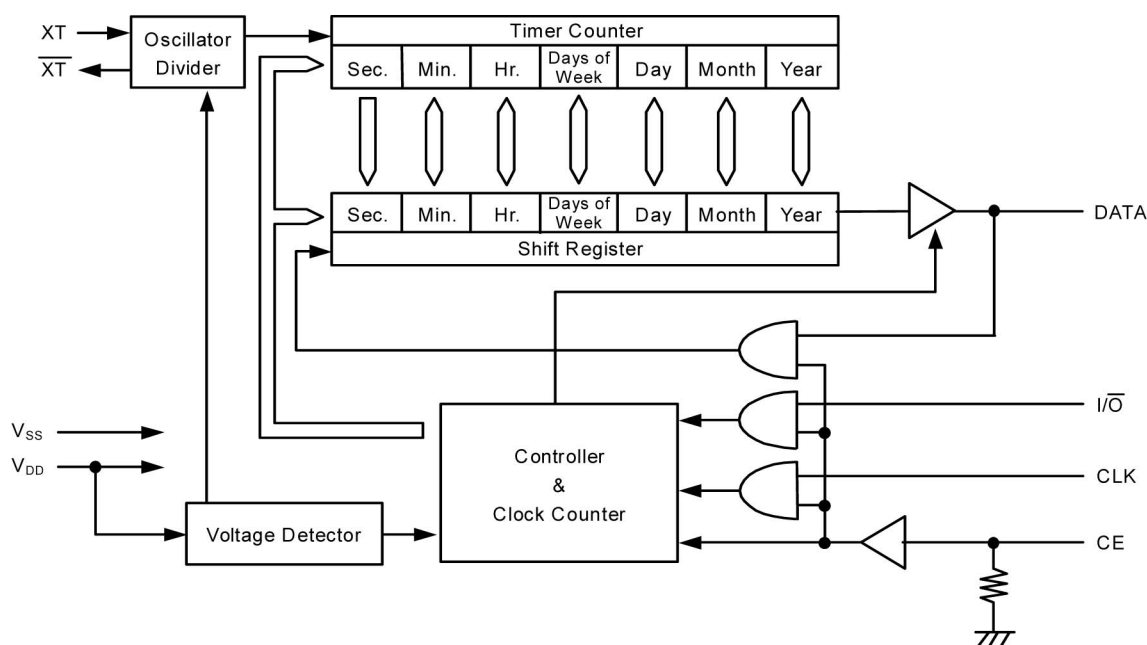 XT
X̅T̅
Oscillator
Divider
Timer Counter
Sec. Min. Hr. Days of Week Day Month Year
Sec. Min. Hr. Days of Week Day Month Year
Shift Register
DATA
I/O̅
CLK
CE
VSS
VDD
Voltage Detector
Controller
&
Clock Counter